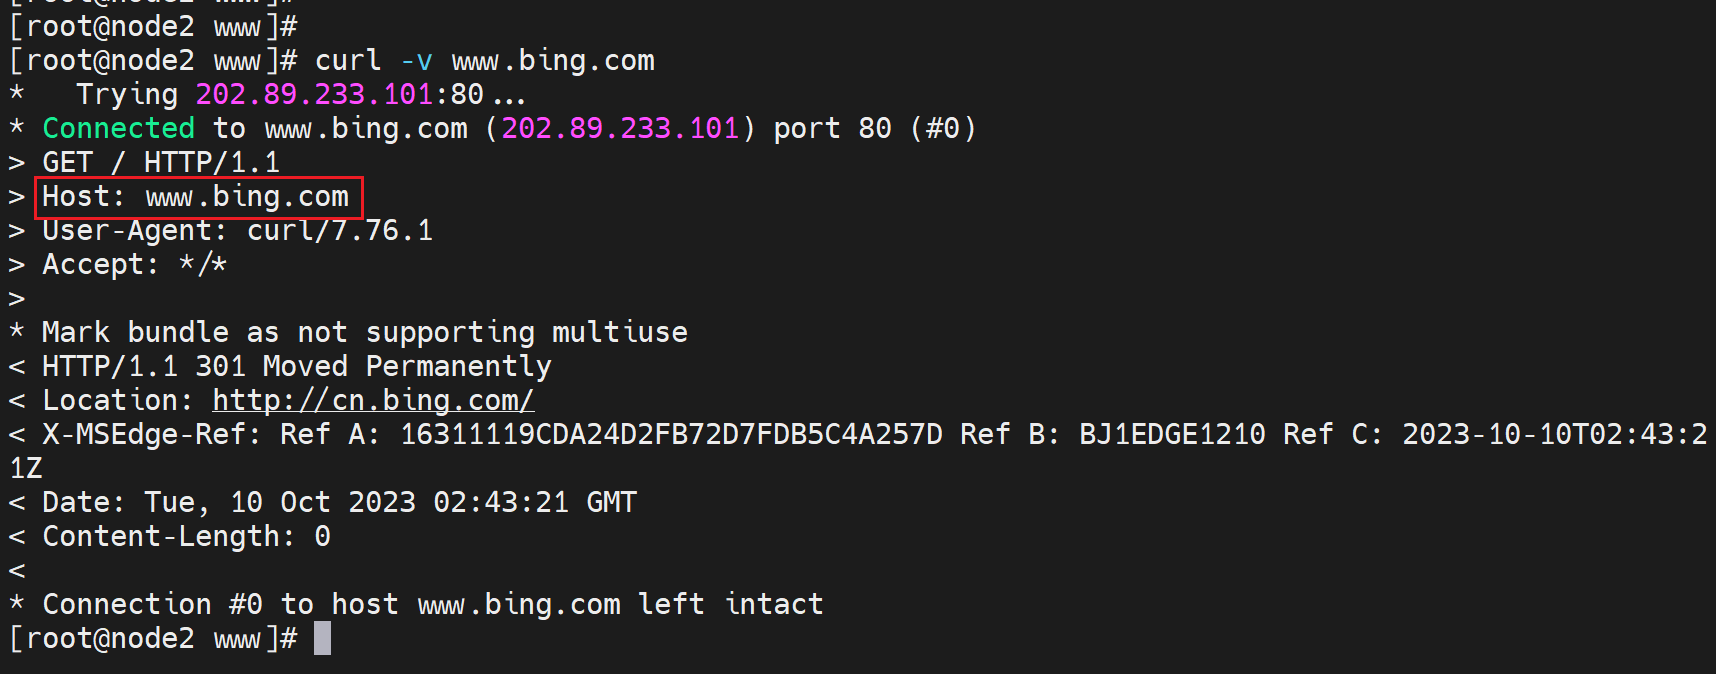 [root@node2 www]#
[root@node2 www]# curl -v www.bing.com
*   Trying 202.89.233.101:80...
* Connected to www.bing.com (202.89.233.101) port 80 (#0)
> GET / HTTP/1.1
> Host: www.bing.com
> User-Agent: curl/7.76.1
> Accept: */*
>
* Mark bundle as not supporting multiuse
< HTTP/1.1 301 Moved Permanently
< Location: http://cn.bing.com/
< X-MSEdge-Ref: Ref A: 16311119CDA24D2FB72D7FDB5C4A257D Ref B: BJ1EDGE1210 Ref C: 2023-10-10T02:43:2
1Z
< Date: Tue, 10 Oct 2023 02:43:21 GMT
< Content-Length: 0
<
* Connection #0 to host www.bing.com left intact
[root@node2 www]#